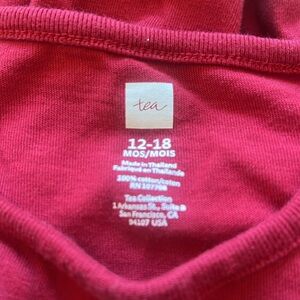 tea
12-18
MOS/MOIS
Made in Thailand
Fabriqué en Thaïlande
100% cotton/coton
RN 107708
Tea Collection
1 Arkansas St., Suite B
San Francisco, CA
94107 USA